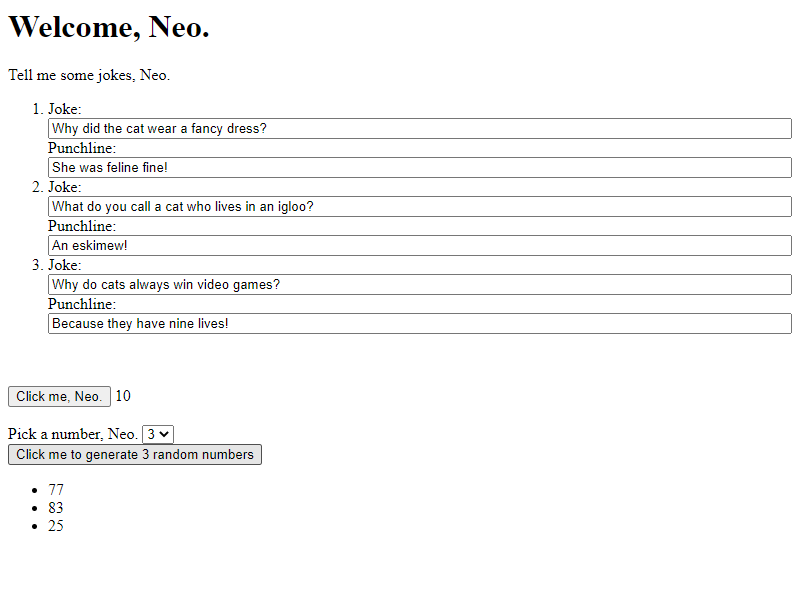 Welcome, Neo.
Tell me some jokes, Neo.
1. Joke:
Why did the cat wear a fancy dress?
Punchline:
She was feline fine!
2. Joke:
What do you call a cat who lives in an igloo?
Punchline:
An eskimew!
3. Joke:
Why do cats always win video games?
Punchline:
Because they have nine lives!
Click me, Neo. 10
Pick a number, Neo. 3
Click me to generate 3 random numbers
• 77
• 83
• 25